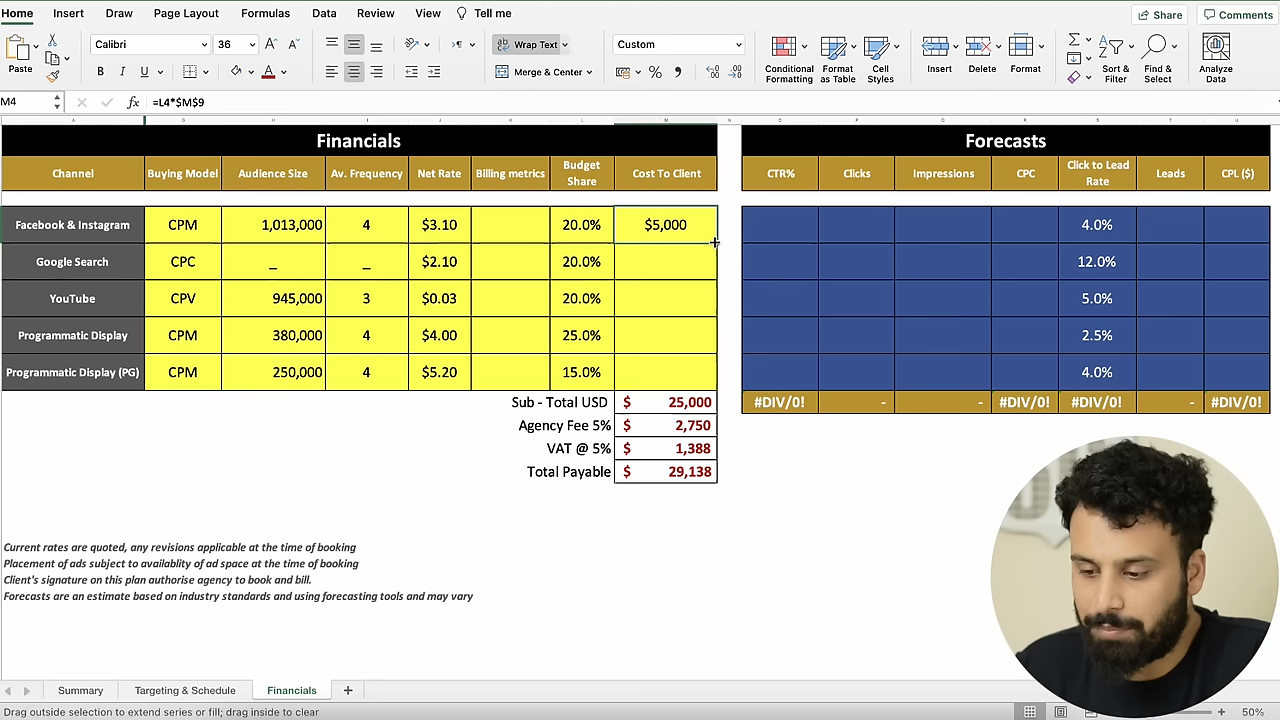 Home Insert Draw Page Layout Formulas Data Review View Tell me Share Comments
Paste Calibri 36 A A Wrap Text Custom
B I U A Merge & Center $ % Conditional Formatting Format as Table Cell Styles Insert Delete Format Sort & Filter Find & Select Analyze Data
M4 fx =L4*$M$9
Financials Forecasts
Channel Buying Model Audience Size Av. Frequency Net Rate Billing metrics Budget Share Cost To Client CTR% Clicks Impressions CPC Click to Lead Rate Leads CPL ($)
Facebook & Instagram CPM 1,013,000 4 $3.10 20.0% $5,000 4.0%
Google Search CPC _ _ $2.10 20.0% 12.0%
YouTube CPV 945,000 3 $0.03 20.0% 5.0%
Programmatic Display CPM 380,000 4 $4.00 25.0% 2.5%
Programmatic Display (PG) CPM 250,000 4 $5.20 15.0% 4.0%
Sub - Total USD $ 25,000 #DIV/0! - - #DIV/0! #DIV/0! - #DIV/0!
Agency Fee 5% $ 2,750
VAT @ 5% $ 1,388
Total Payable $ 29,138
Current rates are quoted, any revisions applicable at the time of booking
Placement of ads subject to availablity of ad space at the time of booking
Client's signature on this plan authorise agency to book and bill.
Forecasts are an estimate based on industry standards and using forecasting tools and may vary
Summary Targeting & Schedule Financials +
Drag outside selection to extend series or fill; drag inside to clear + 50%